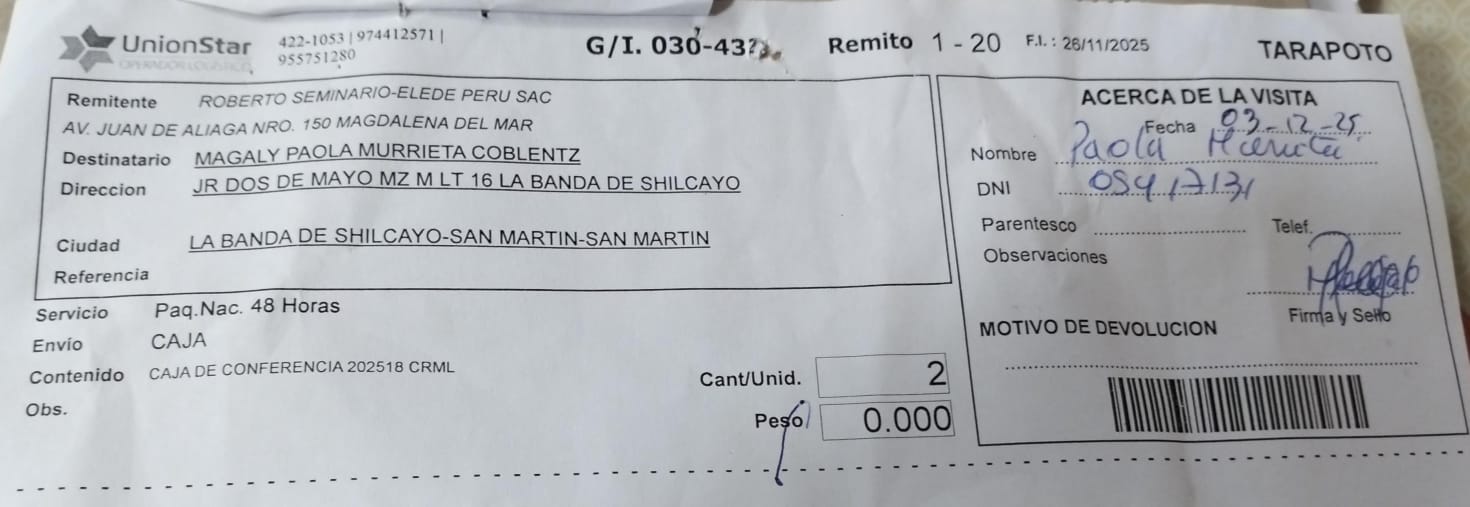 UnionStar
OPERADOR LOGISTICO
422-1053 | 974412571 |
955751280
G/I. 030-43
Remito 1 - 20 F.I. : 26/11/2025
TARAPOTO
Remitente ROBERTO SEMINARIO-ELEDE PERU SAC
AV. JUAN DE ALIAGA NRO. 150 MAGDALENA DEL MAR
Destinatario MAGALY PAOLA MURRIETA COBLENTZ
Direccion JR DOS DE MAYO MZ M LT 16 LA BANDA DE SHILCAYO
Ciudad LA BANDA DE SHILCAYO-SAN MARTIN-SAN MARTIN
Referencia
Servicio Paq.Nac. 48 Horas
Envío CAJA
Contenido CAJA DE CONFERENCIA 202518 CRML
Obs.
Cant/Unid. 2
Peso 0.000
ACERCA DE LA VISITA
Fecha 03-12-25
Nombre Paola
DNI 05417131
Parentesco Telef.
Observaciones
Firma y Sello
MOTIVO DE DEVOLUCION